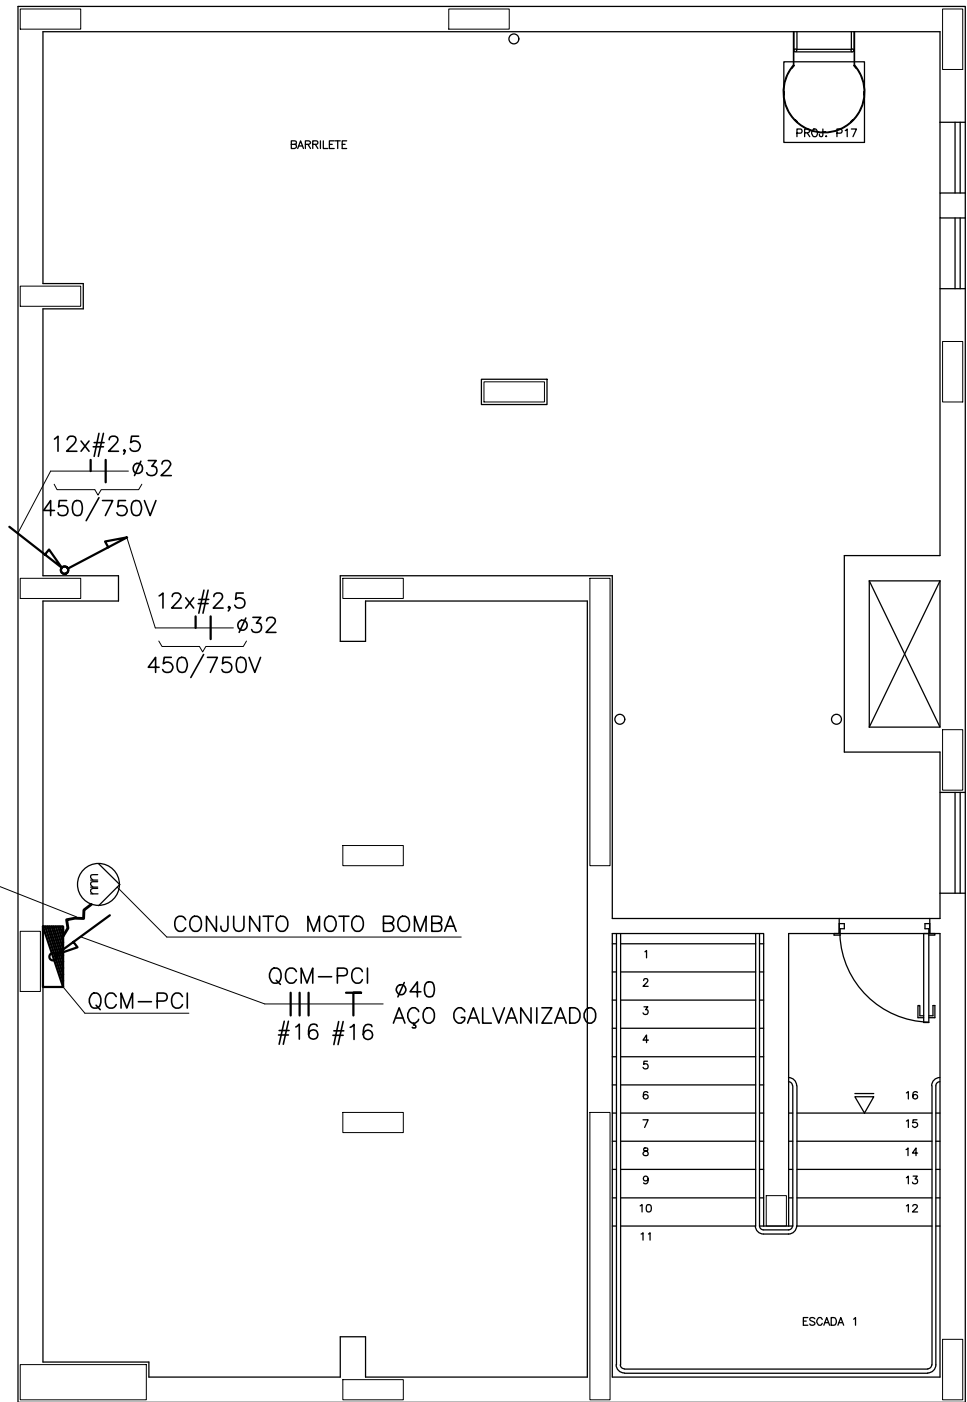 PROJ. P17
BARRILETE
12x#2,5
ø32
450/750V
12x#2,5
ø32
450/750V
m
CONJUNTO MOTO BOMBA
QCM-PCI
QCM-PCI
ø40
#16 #16
AÇO GALVANIZADO
1
2
3
4
5
6
7
8
9
10
11
16
15
14
13
12
ESCADA 1